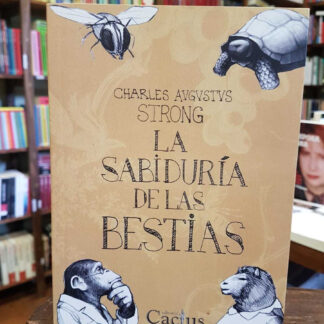 CHARLES AVGVSTVS
STRONG
LA
SABIDURÍA
DE LAS
BESTIAS
Cactus